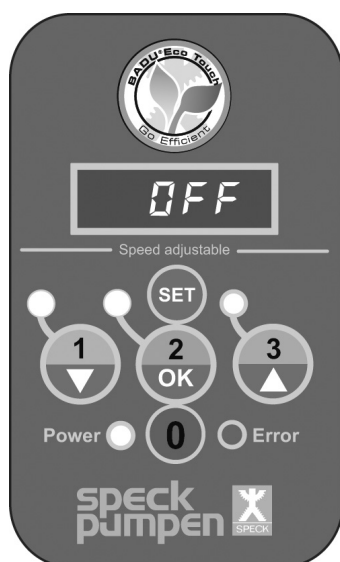 BADU®Eco Touch
Go Efficient
OFF
Speed adjustable
SET
1 2 3
OK
Power 0 Error
speck
pumpen
SPECK